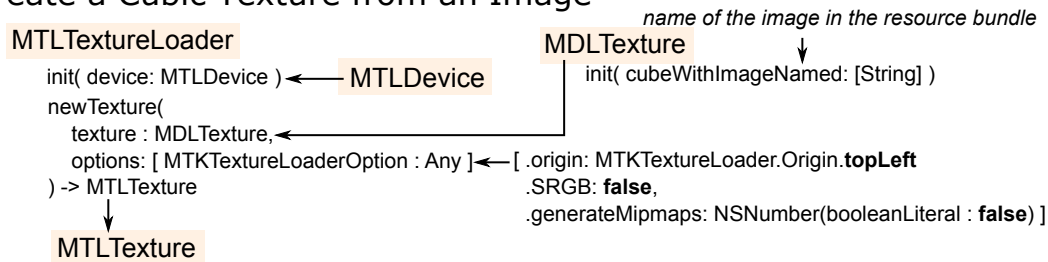 cate a Cubic Texture from an Image
name of the image in the resource bundle
MTLTextureLoader
MDLTexture
init( device: MTLDevice )
MTLDevice
init( cubeWithImageNamed: [String] )
newTexture(
texture : MDLTexture,
options: [ MTKTextureLoaderOption : Any ]
[ .origin: MTKTextureLoader.Origin.topLeft
) -> MTLTexture
.SRGB: false,
.generateMipmaps: NSNumber(booleanLiteral : false) ]
MTLTexture